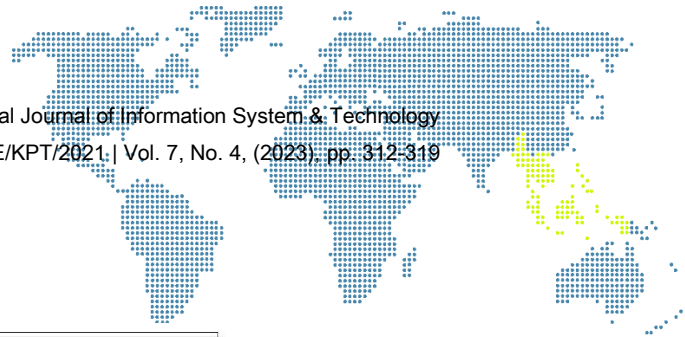 al Journal of Information System & Technology
E/KPT/2021 | Vol. 7, No. 4, (2023), pp. 312-319